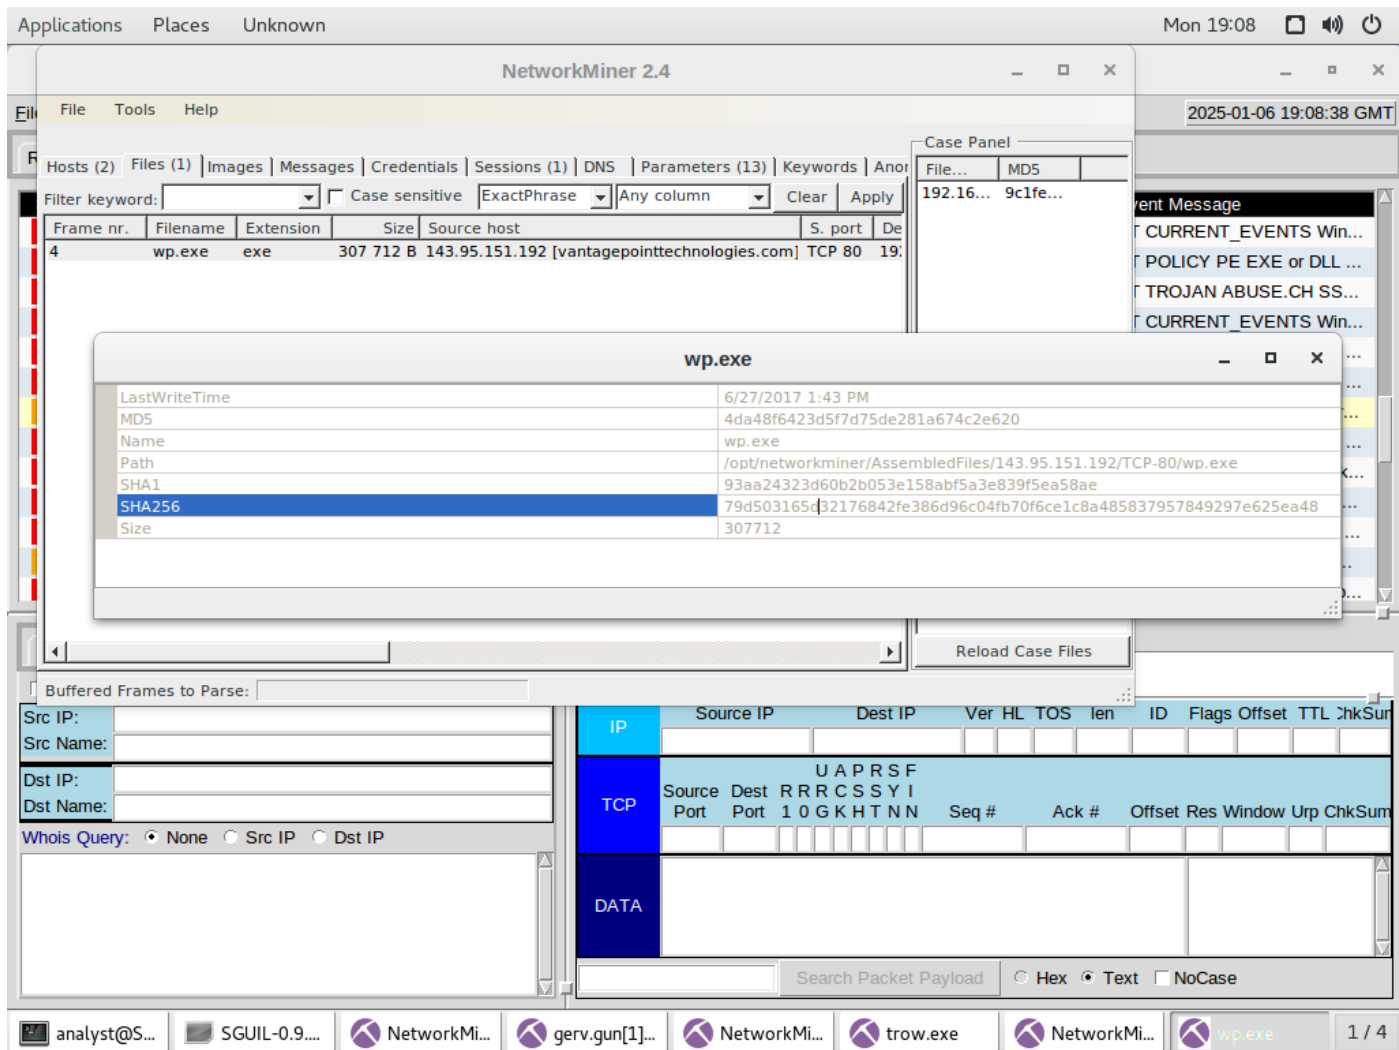 Applications Places Unknown Mon 19:08
NetworkMiner 2.4
File Tools Help
2025-01-06 19:08:38 GMT
Hosts (2) Files (1) Images Messages Credentials Sessions (1) DNS Parameters (13) Keywords Anor
Case Panel
File... MD5
192.16... 9c1fe...
Filter keyword: Case sensitive ExactPhrase Any column Clear Apply
Frame nr. Filename Extension Size Source host S. port De
4 wp.exe exe 307 712 B 143.95.151.192 [vantagepointtechnologies.com] TCP 80 192
vent Message
T CURRENT_EVENTS Win...
T POLICY PE EXE or DLL ...
T TROJAN ABUSE.CH SS...
T CURRENT_EVENTS Win...
wp.exe
LastWriteTime 6/27/2017 1:43 PM
MD5 4da48f6423d5f7d75de281a674c2e620
Name wp.exe
Path /opt/networkminer/AssembledFiles/143.95.151.192/TCP-80/wp.exe
SHA1 93aa24323d60b2b053e158abf5a3e839f5ea58ae
SHA256 79d503165d32176842fe386d96c04fb70f6ce1c8a485837957849297e625ea48
Size 307712
Reload Case Files
Buffered Frames to Parse:
Src IP:
Src Name:
Dst IP:
Dst Name:
Whois Query: None Src IP Dst IP
IP Source IP Dest IP Ver HL TOS len ID Flags Offset TTL ChkSum
U A P R S F
Source Dest R R R C S S Y I
TCP Port Port 1 0 G K H T N N Seq # Ack # Offset Res Window Urp ChkSum
DATA
Search Packet Payload Hex Text NoCase
analyst@S... SGUIL-0.9.... NetworkMi... gerv.gun[1]... NetworkMi... trow.exe NetworkMi... wp.exe 1 / 4